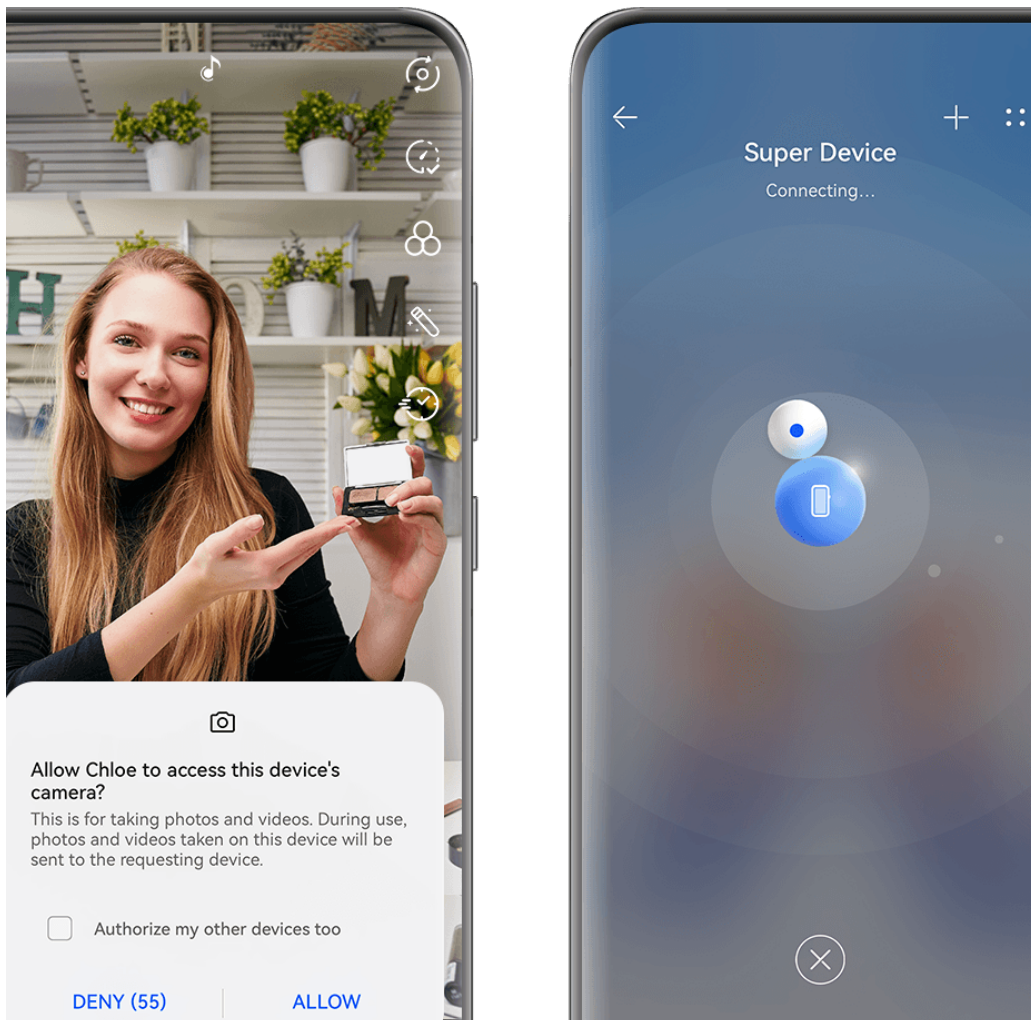 H O M
Allow Chloe to access this device's
camera?
This is for taking photos and videos. During use,
photos and videos taken on this device will be
sent to the requesting device.
Authorize my other devices too
DENY (55)
ALLOW
Super Device
Connecting...